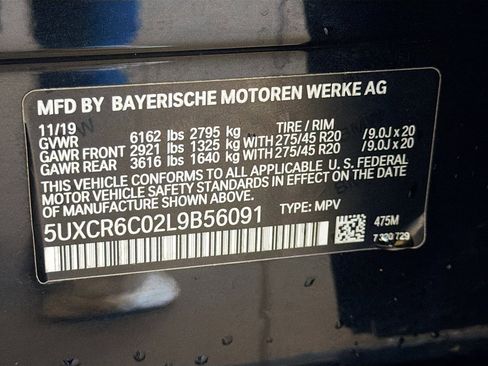 MFD BY BAYERISCHE MOTOREN WERKE AG
11/19 TIRE / RIM
GVWR 6162 lbs 2795 kg
GAWR FRONT 2921 lbs 1325 kg WITH 275/45 R20 /9.0J x 20
GAWR REAR 3616 lbs 1640 kg WITH 275/45 R20 /9.0J x 20
THIS VEHICLE CONFORMS TO ALL APPLICABLE U. S. FEDERAL
MOTOR VEHICLE SAFETY STANDARDS IN EFFECT ON THE DATE
OF MANUFACTURE SHOWN ABOVE.
5UXCR6C02L9B56091 TYPE: MPV
475M
7 320 729